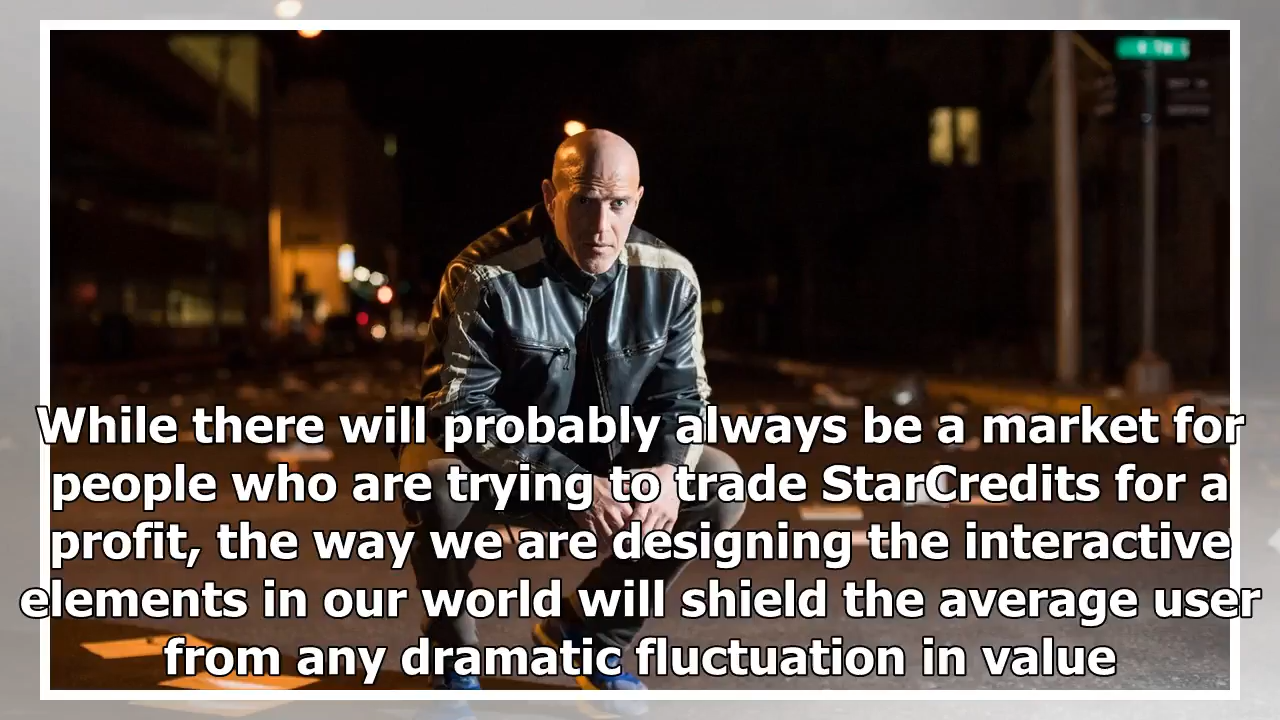 While there will probably always be a market for
people who are trying to trade StarCredits for a
profit, the way we are designing the interactive
elements in our world will shield the average user
from any dramatic fluctuation in value